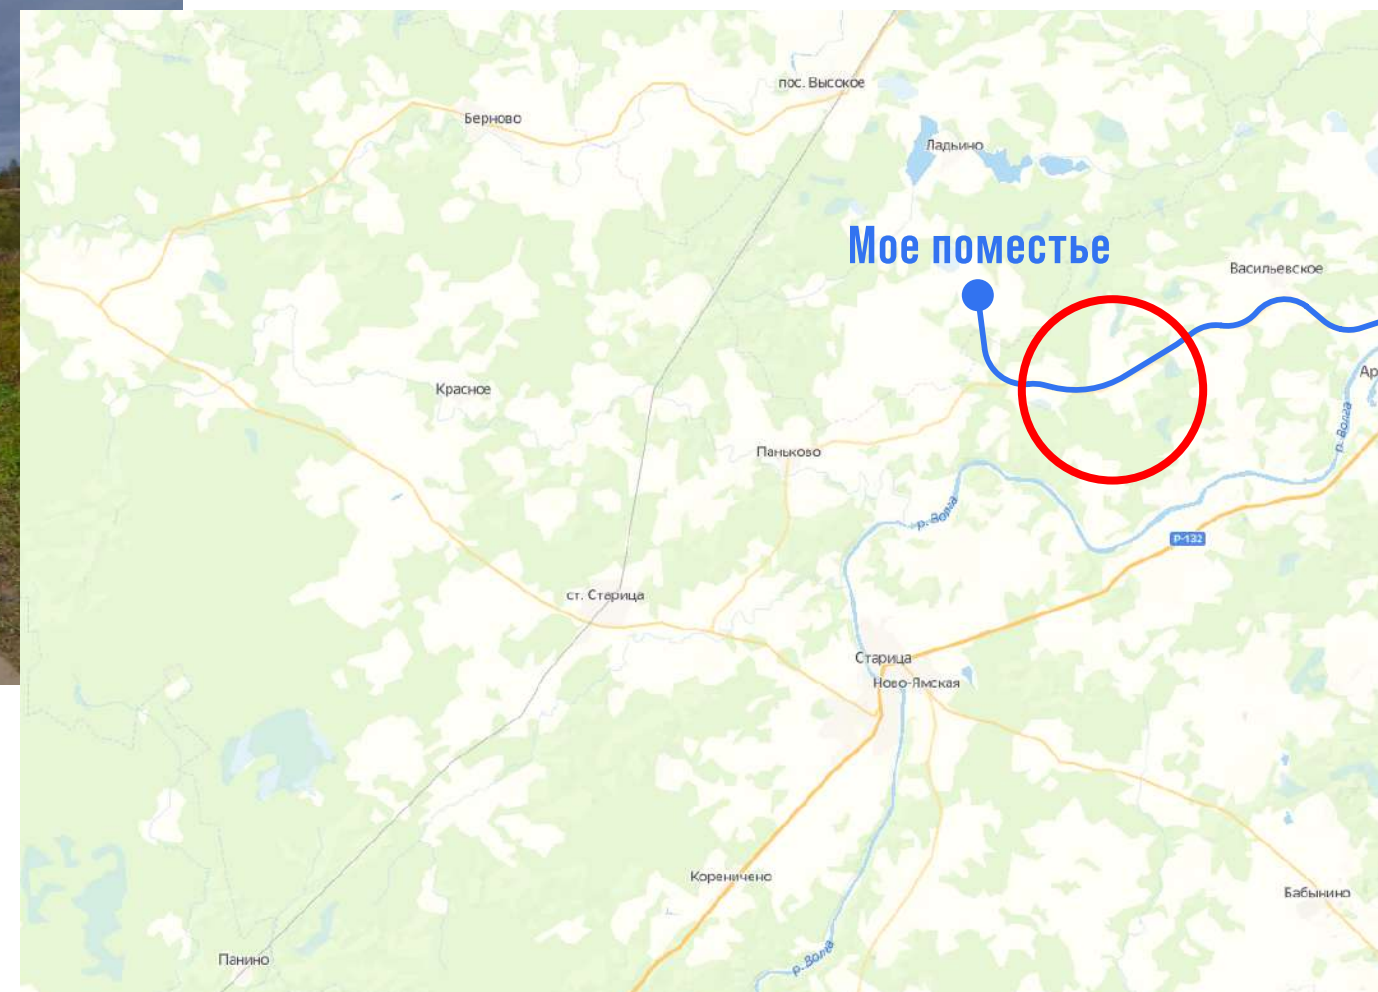 пос. Высокое
Берново
Ладьино
Мое поместье
Васильевское
Ар
Красное
р. Волга
Паньково
р. Волга
Р-132
ст. Старица
Старица
Ново-Ямская
Кореничено
Бабынино
Панино
р. Волга